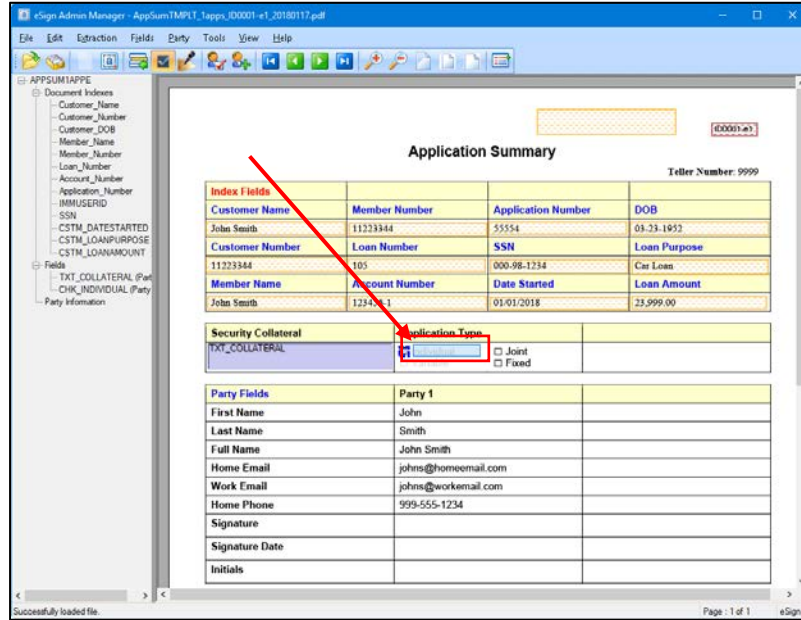 eSign Admin Manager - AppSumTMPLT_1apps_ID0001-e1_20180117.pdf
File Edit Extraction Fields Party Tools View Help
APPSUM1APPE
Document Indexes
Customer_Name
Customer_Number
Customer_DOB
Member_Name
Member_Number
Loan_Number
Account_Number
Application_Number
IMMUSERID
SSN
CSTM_DATESTARTED
CSTM_LOANPURPOSE
CSTM_LOANAMOUNT
Fields
TXT_COLLATERAL (Part
CHK_INDIVIDUAL (Party
Party Information
ID0001-e1
Application Summary
Teller Number: 9999
Index Fields
Customer Name Member Number Application Number DOB
John Smith 11223344 55554 03-23-1952
Customer Number Loan Number SSN Loan Purpose
11223344 105 000-98-1234 Car Loan
Member Name Account Number Date Started Loan Amount
John Smith 123456-1 01/01/2018 23,999.00
Security Collateral Application Type
TXT_COLLATERAL Joint
Fixed
Party Fields Party 1
First Name John
Last Name Smith
Full Name John Smith
Home Email johns@homeemail.com
Work Email johns@workemail.com
Home Phone 999-555-1234
Signature
Signature Date
Initials
Successfully loaded file. Page : 1 of 1 eSign